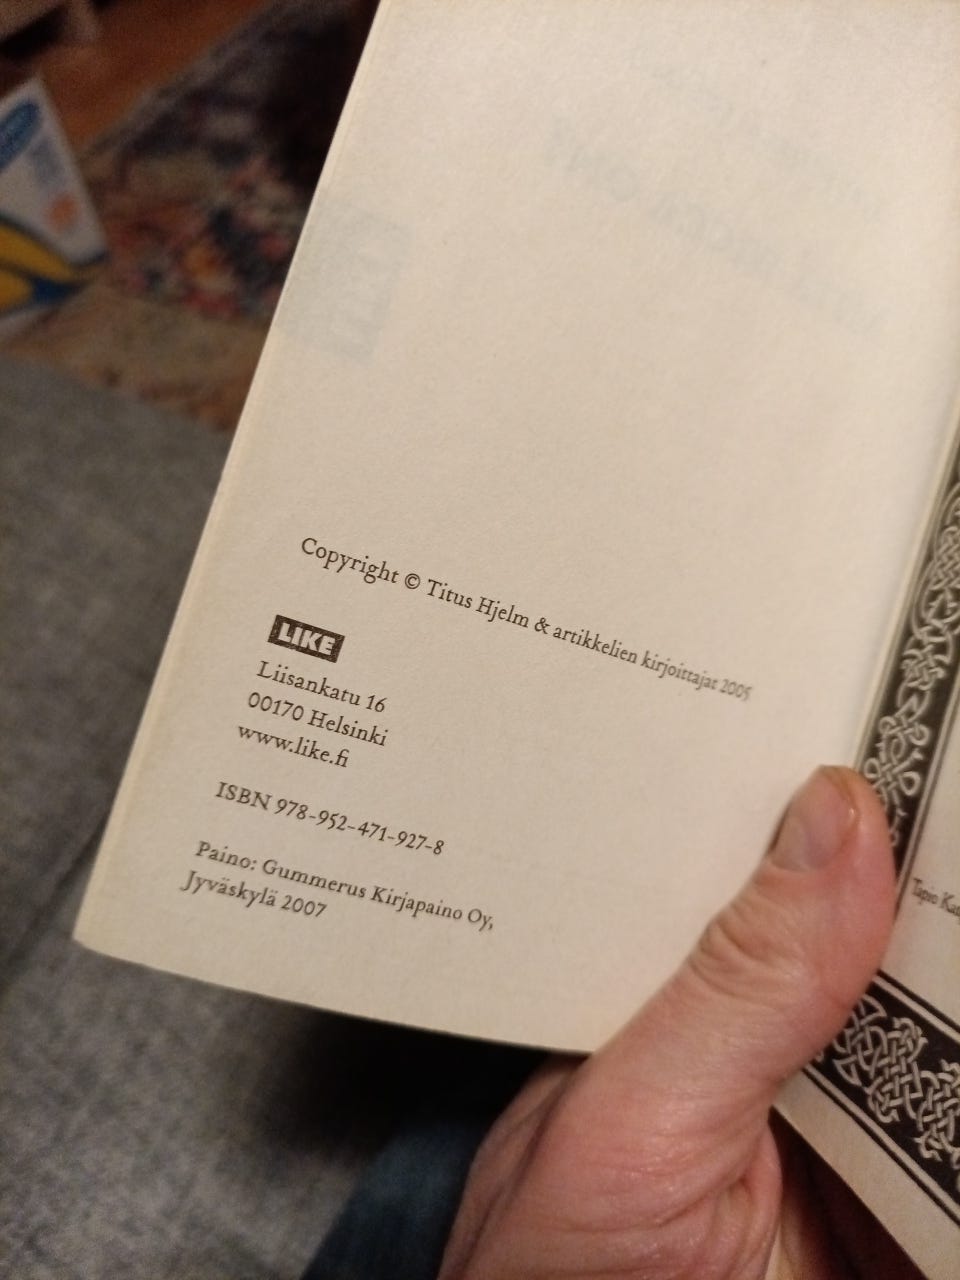 Copyright © Titus Hjelm & artikkelien kirjoittajat 2005
LIKE
Liisankatu 16
00170 Helsinki
www.like.fi
ISBN 978-952-471-927-8
Paino: Gummerus Kirjapaino Oy,
Jyväskylä 2007
Tapio